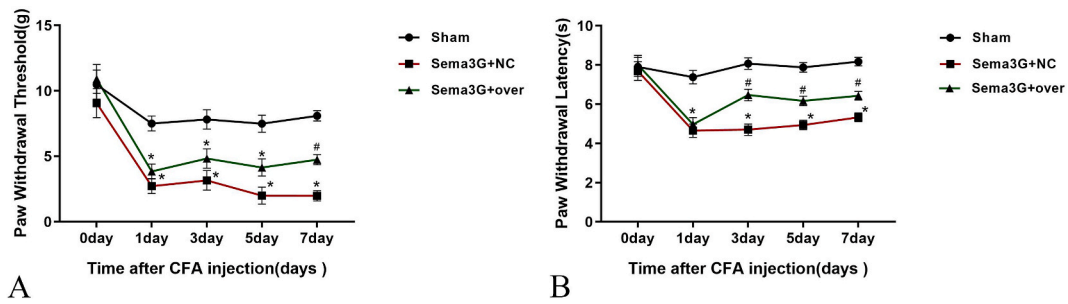 15
10
5
0
Paw Withdrawal Threshold(g)
*
*
*
*
*
*
#
*
0day
1day
3day
5day
7day
Time after CFA injection(days )
Sham
Sema3G+NC
Sema3G+over
A
10
8
6
4
2
0
Paw Withdrawal Latency(s)
*
#
*
#
*
#
*
0day
1day
3day
5day
7day
Time after CFA injection(days )
Sham
Sema3G+NC
Sema3G+over
B